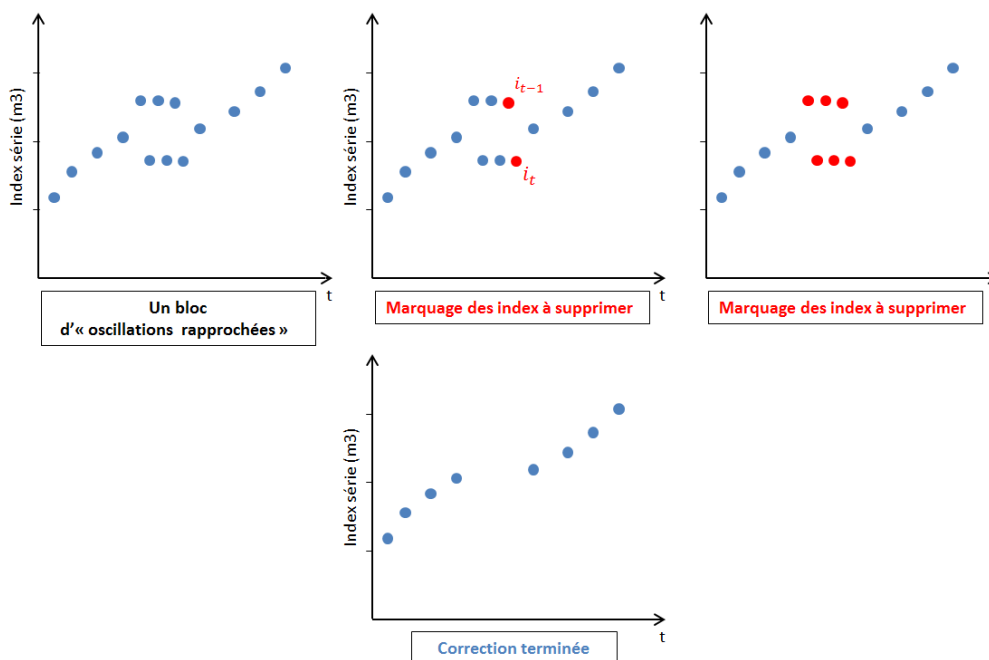 Index série (m3)
t
Un bloc
d'« oscillations rapprochées »
Index série (m3)
i_{t−1}
i_t
t
Marquage des index à supprimer
Index série (m3)
t
Marquage des index à supprimer
Index série (m3)
t
Correction terminée